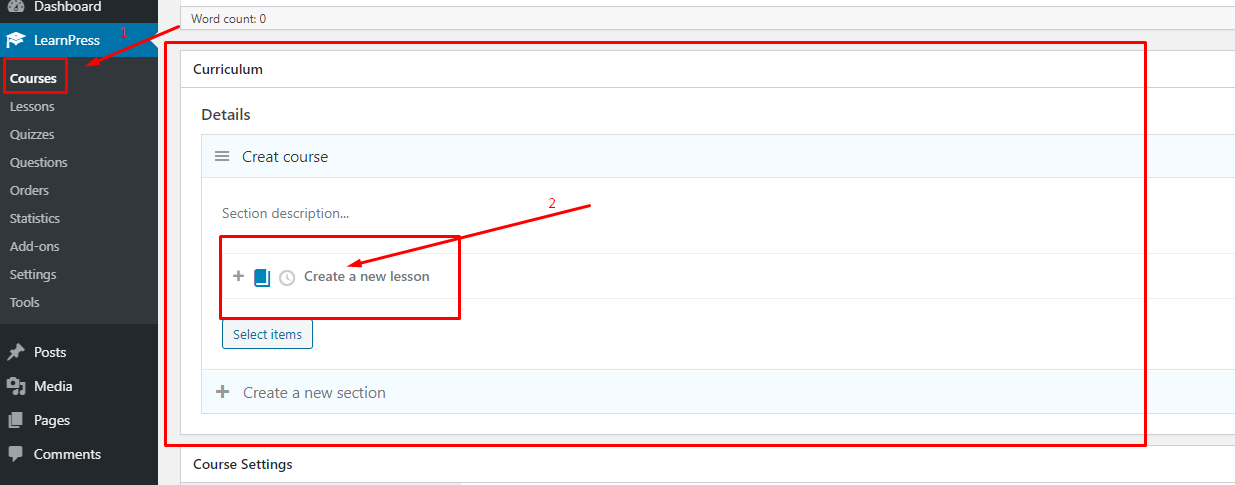 Dashboard
LearnPress
1
Courses
Lessons
Quizzes
Questions
Orders
Statistics
Add-ons
Settings
Tools
Posts
Media
Pages
Comments
Word count: 0
Curriculum
Details
Creat course
Section description...
2
Create a new lesson
Select items
Create a new section
Course Settings